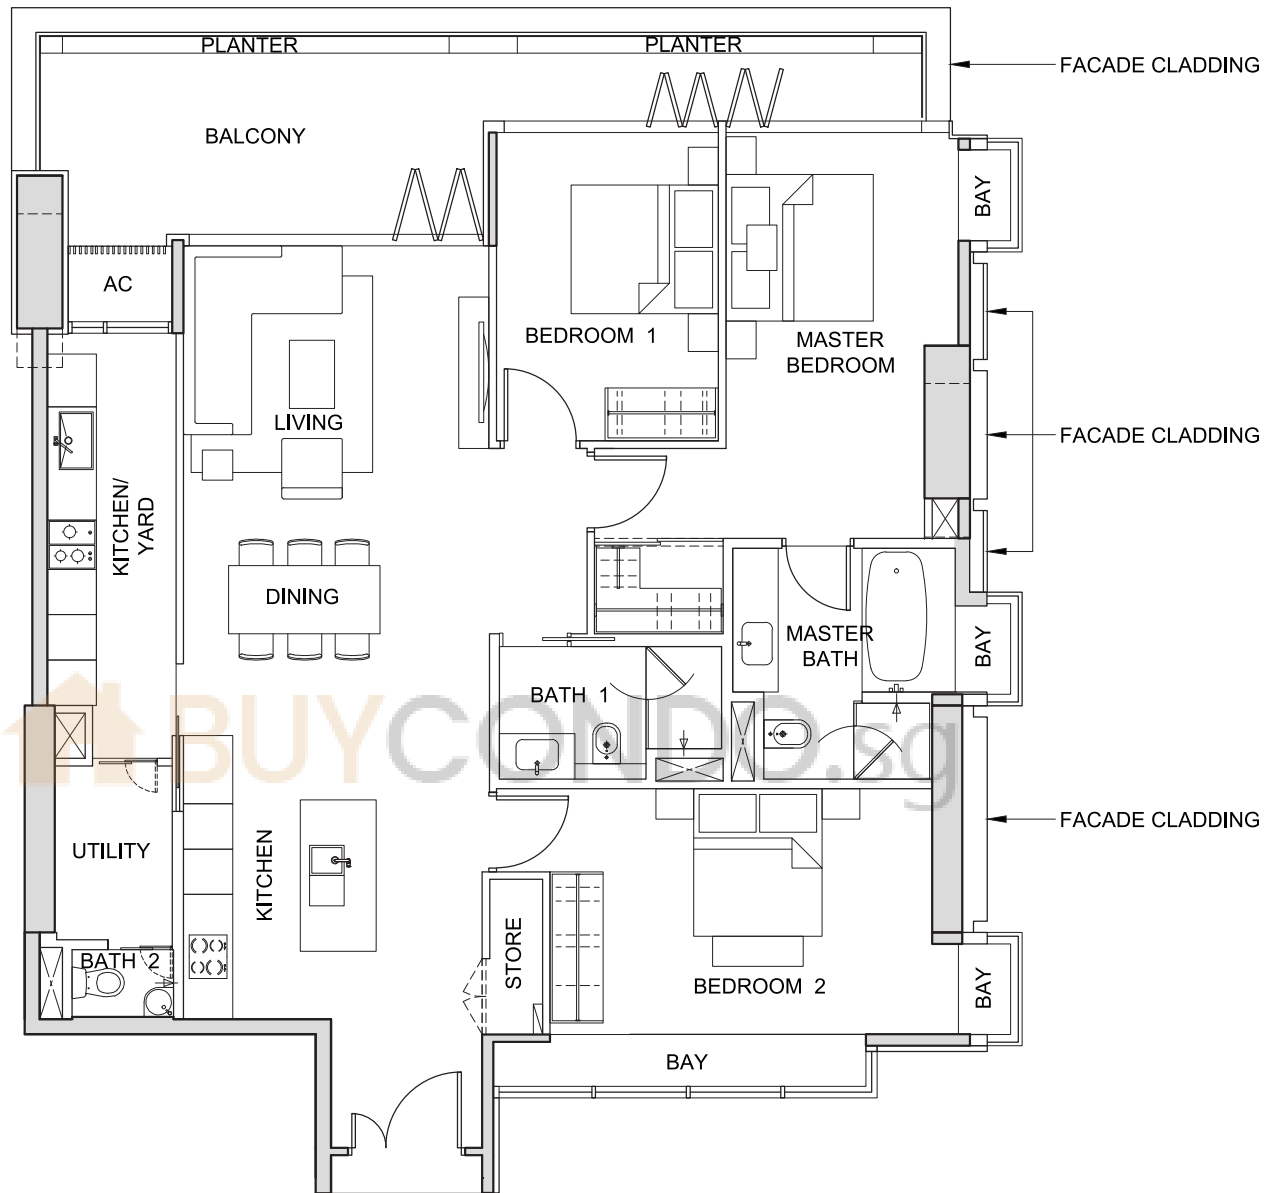 PLANTER
PLANTER
FACADE CLADDING
BALCONY
BAY
AC
BEDROOM 1
MASTER
BEDROOM
LIVING
FACADE CLADDING
KITCHEN/
YARD
DINING
MASTER
BATH
BAY
BATH 1
BUYCONDO.sg
FACADE CLADDING
UTILITY
KITCHEN
STORE
BATH 2
BEDROOM 2
BAY
BAY